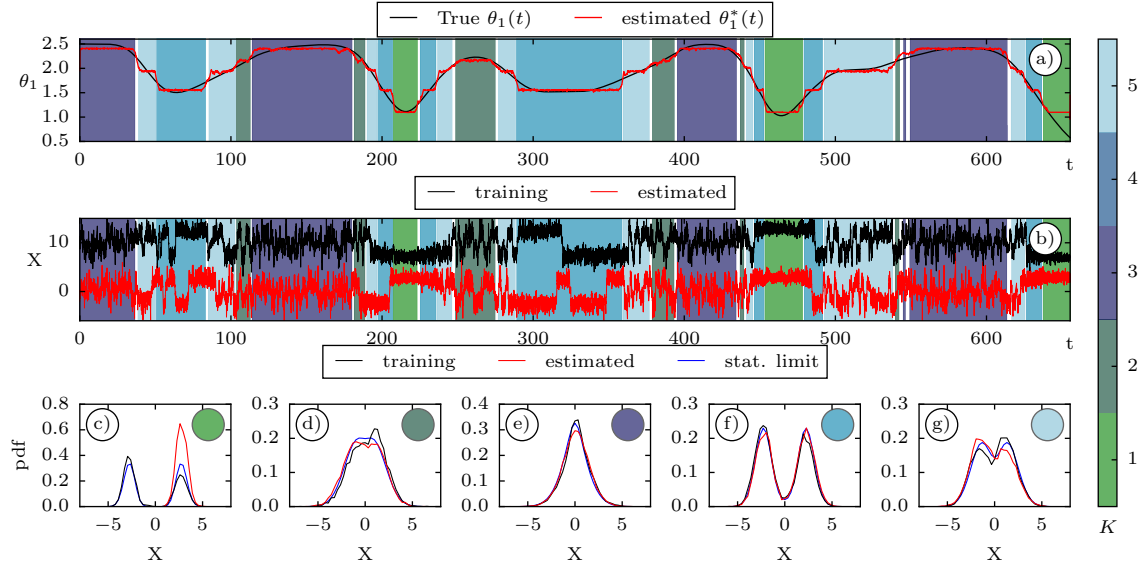 True θ₁(t) estimated θ₁*(t)
a)
θ₁
2.5
2.0
1.5
1.0
0.5
0 100 200 300 400 500 600 t
training estimated
b)
X
10
0
0 100 200 300 400 500 600 t
training estimated stat. limit
c) d) e) f) g)
pdf
0.8
0.6
0.4
0.2
0.0
0.3
0.2
0.1
0.0
0.4
0.3
0.2
0.1
0.0
0.3
0.2
0.1
0.0
0.3
0.2
0.1
0.0
−5 0 5 −5 0 5 −5 0 5 −5 0 5 −5 0 5
X X X X X
5
4
3
2
1
K